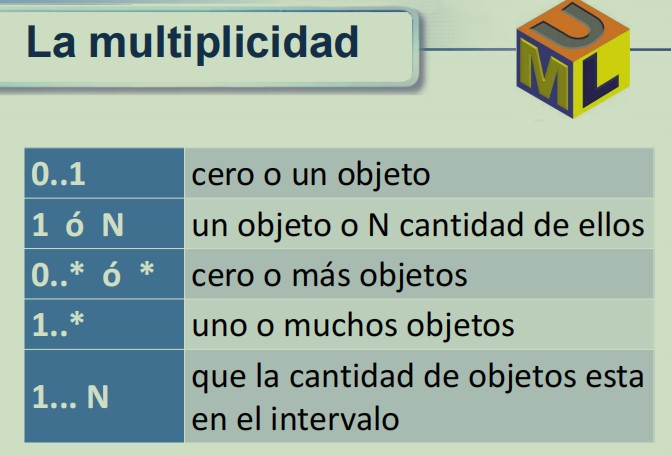 La multiplicidad
U
M L
0..1 cero o un objeto
1 ó N un objeto o N cantidad de ellos
0..* ó * cero o más objetos
1..* uno o muchos objetos
1... N que la cantidad de objetos esta
en el intervalo